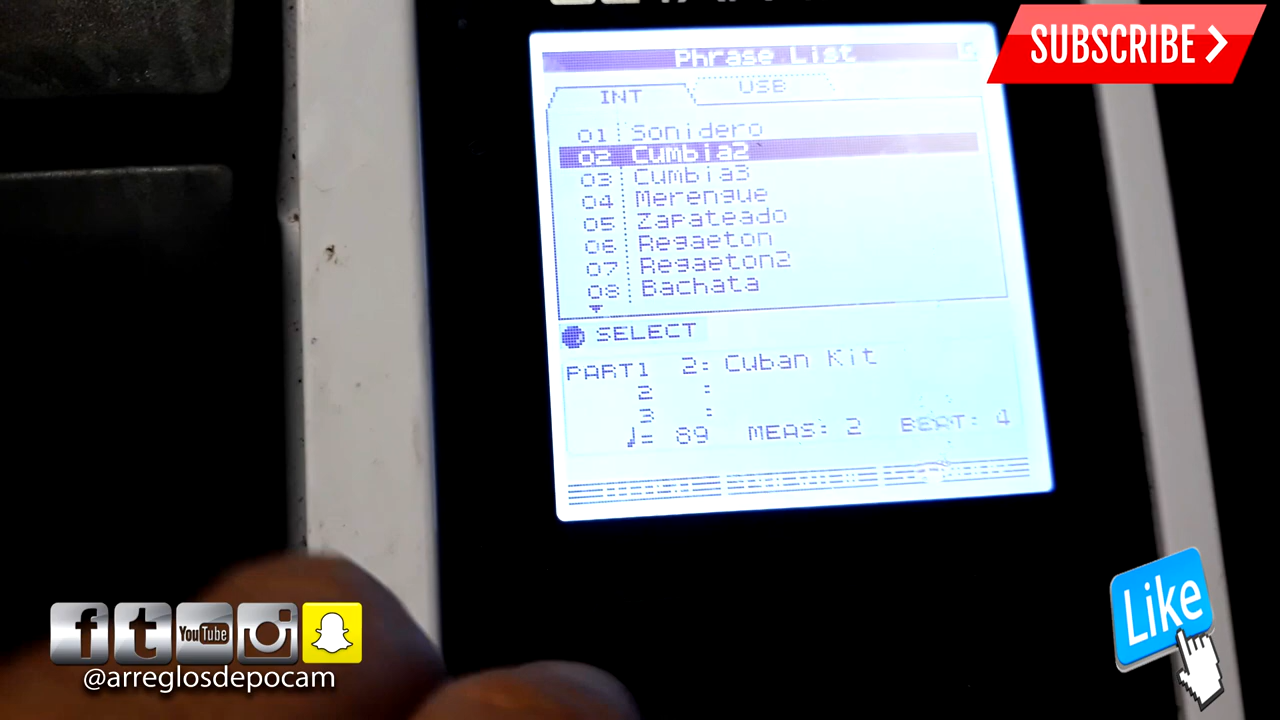 SUBSCRIBE
Phrase List
INT USB
01 Sonidero
02 Cumbia2
03 Cumbia3
04 Merengue
05 Zapateado
06 Reggaeton
07 Reggaeton2
08 Bachata
SELECT
PART1 2: Cuban Kit
2 :
3 :
♩= 89 MEAS: 2 BEAT: 4
Like
f t YouTube
@arreglosdepocam